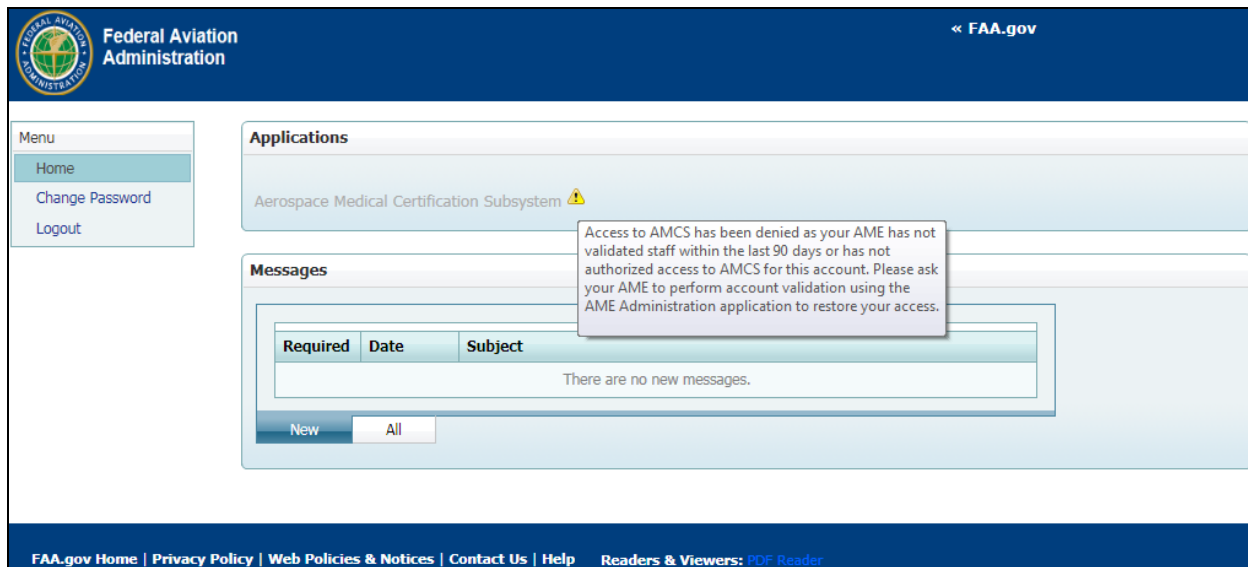 Federal Aviation
Administration
« FAA.gov
Menu
Home
Change Password
Logout
Applications
Aerospace Medical Certification Subsystem
Access to AMCS has been denied as your AME has not
validated staff within the last 90 days or has not
authorized access to AMCS for this account. Please ask
your AME to perform account validation using the
AME Administration application to restore your access.
Messages
Required Date Subject
There are no new messages.
New All
FAA.gov Home | Privacy Policy | Web Policies & Notices | Contact Us | Help Readers & Viewers: PDF Reader